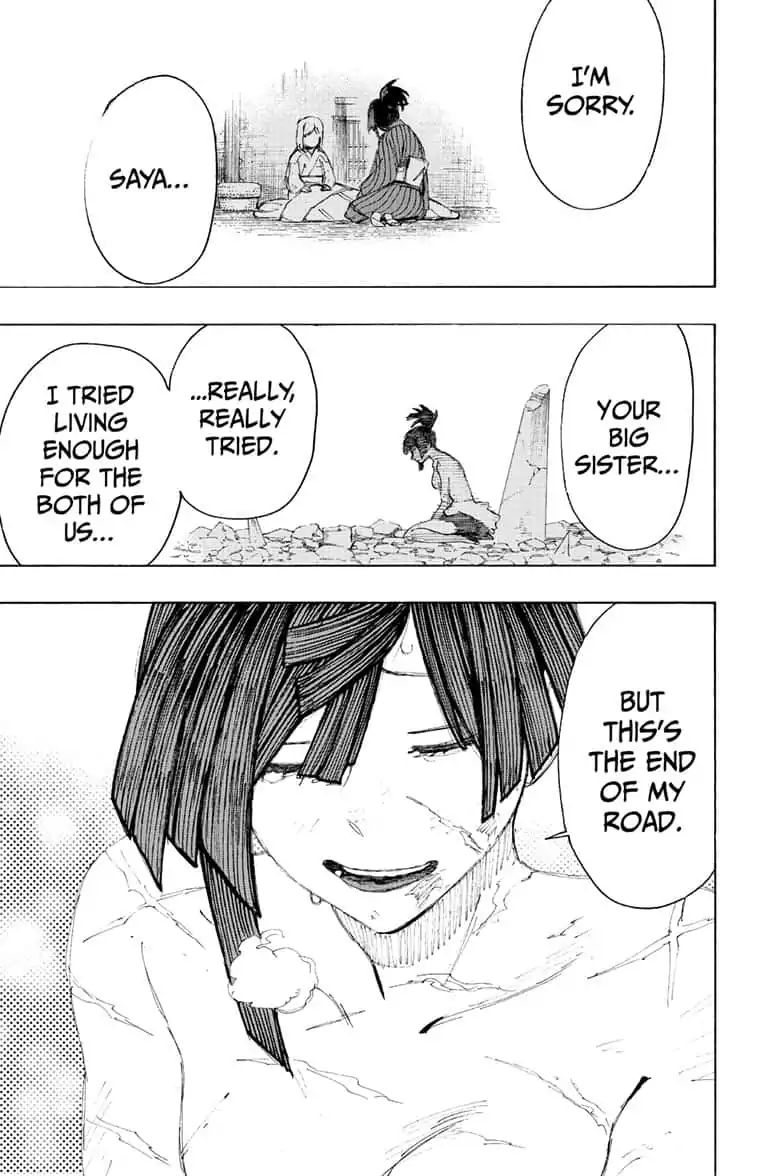 I'M
SORRY.
SAYA...
YOUR
BIG
SISTER...
...REALLY,
REALLY
TRIED.
I TRIED
LIVING
ENOUGH
FOR THE
BOTH OF
US...
BUT
THIS'S
THE END
OF MY
ROAD.